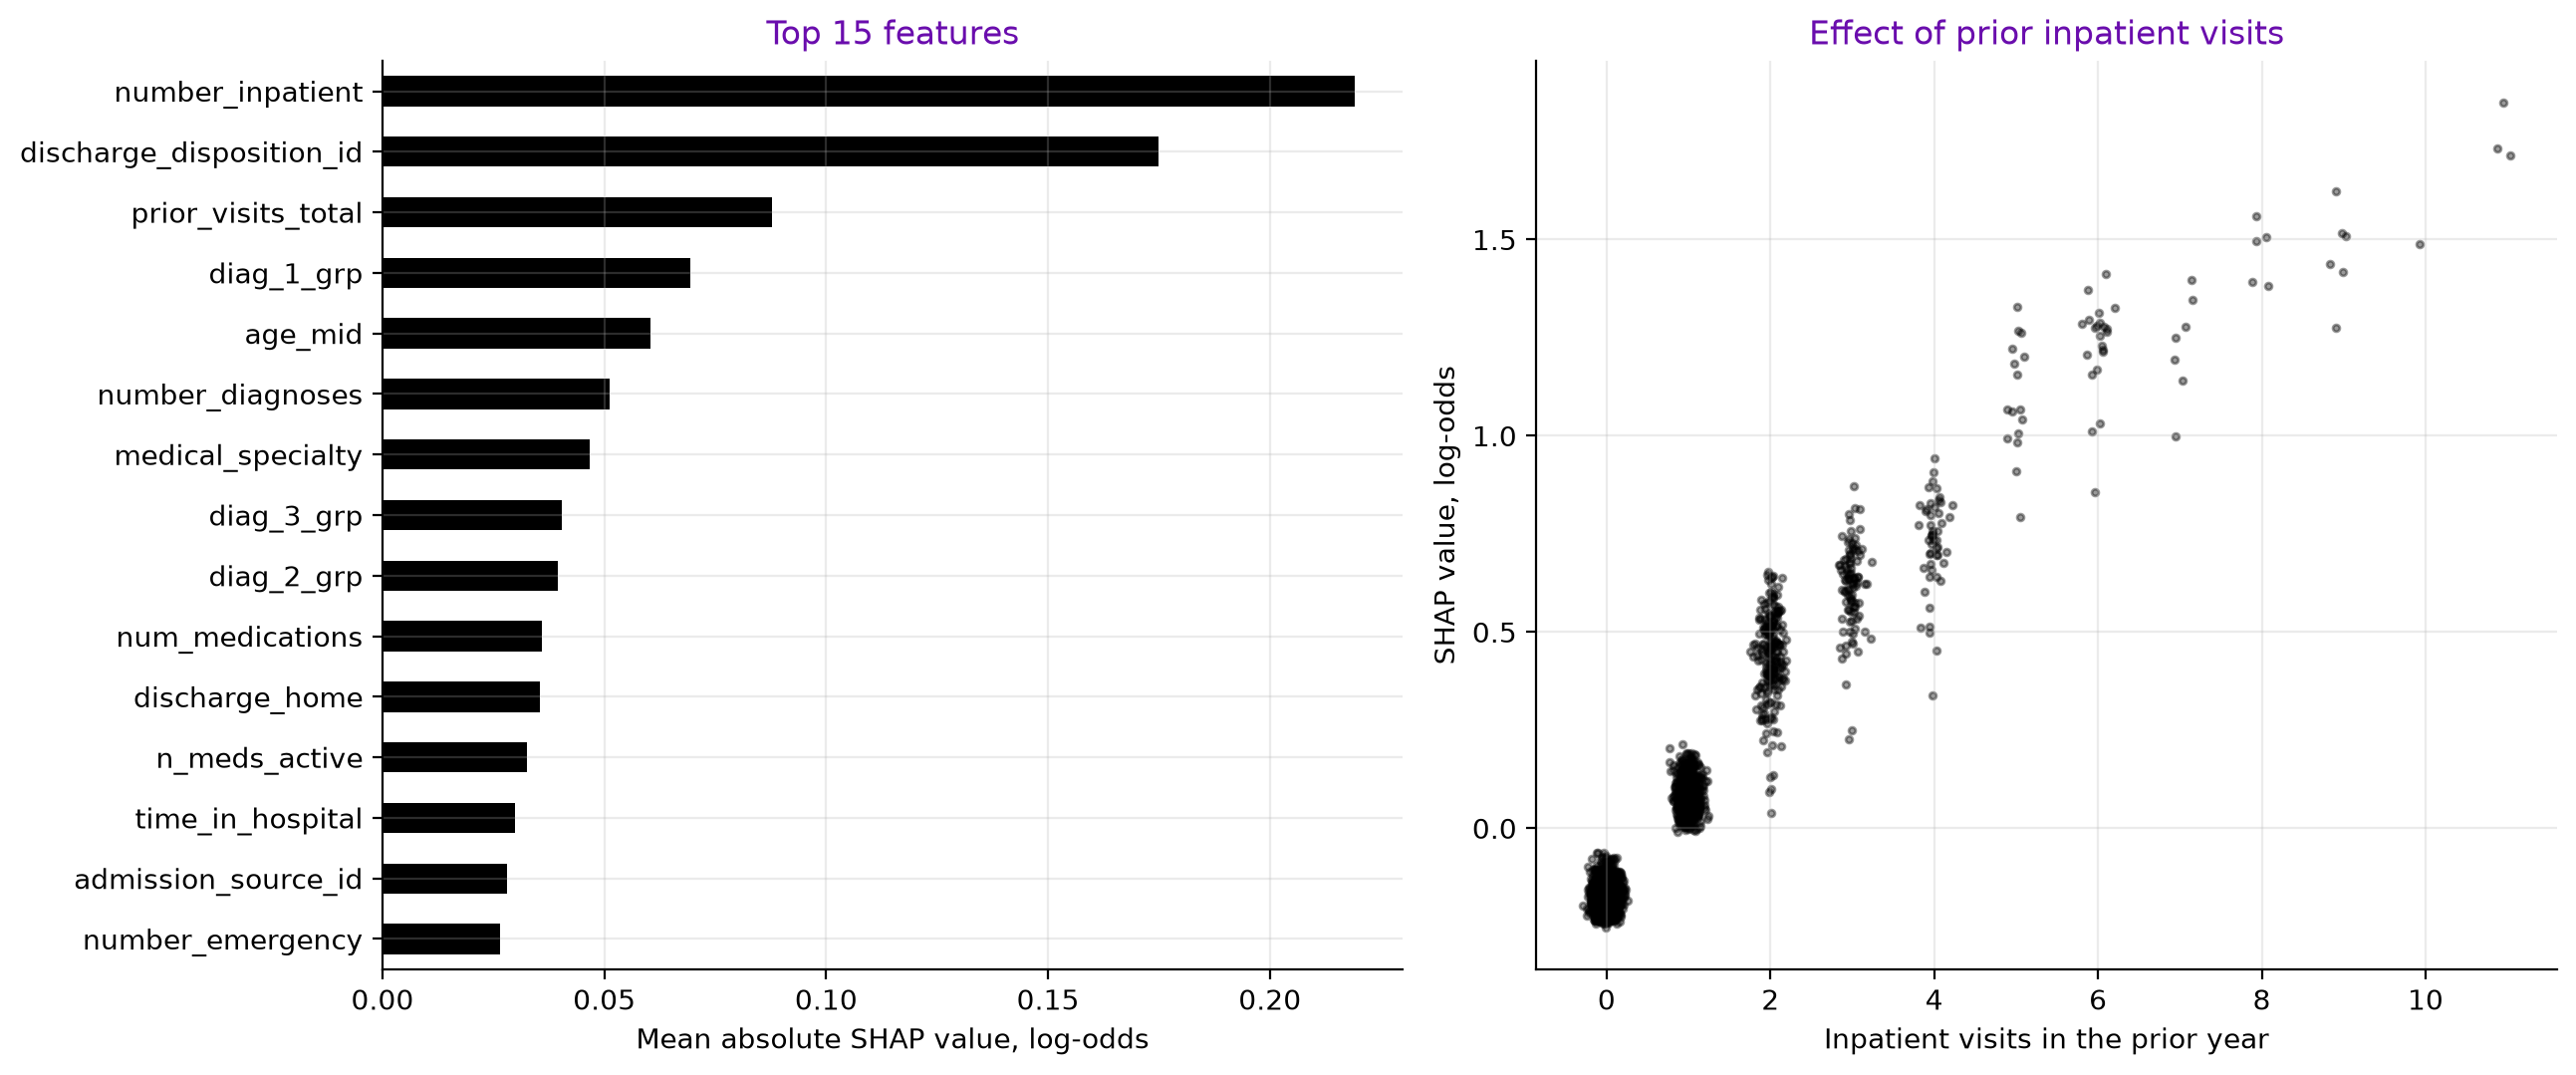 Top 15 features
number_inpatient
discharge_disposition_id
prior_visits_total
diag_1_grp
age_mid
number_diagnoses
medical_specialty
diag_3_grp
diag_2_grp
num_medications
discharge_home
n_meds_active
time_in_hospital
admission_source_id
number_emergency
0.00 0.05 0.10 0.15 0.20
Mean absolute SHAP value, log-odds
Effect of prior inpatient visits
SHAP value, log-odds
1.5
1.0
0.5
0.0
0 2 4 6 8 10
Inpatient visits in the prior year